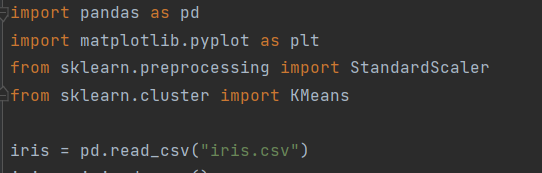 import pandas as pd
import matplotlib.pyplot as plt
from sklearn.preprocessing import StandardScaler
from sklearn.cluster import KMeans
iris = pd.read_csv("iris.csv")